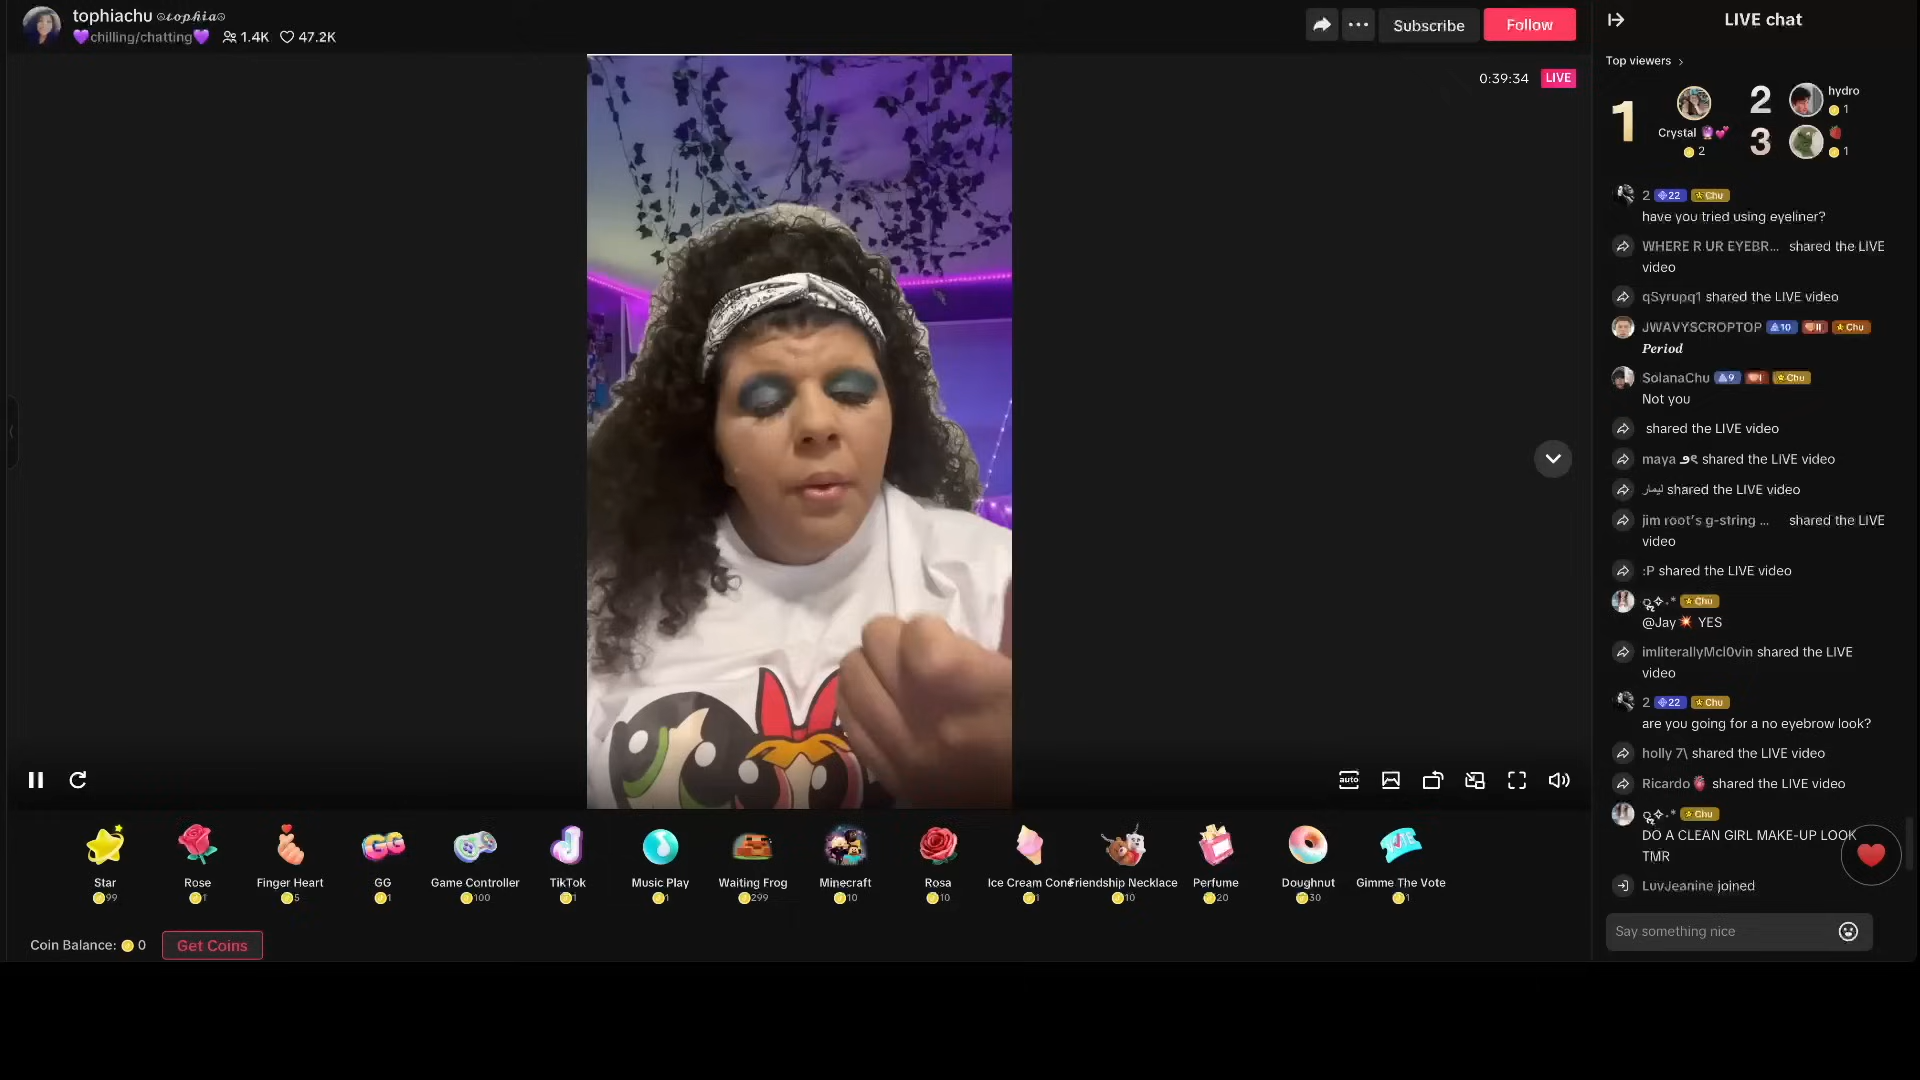 tophiachu ☮𝓽𝓸𝓹𝓱𝓲𝓪☮
💜chilling/chatting💜 1.4K 47.2K
Subscribe
Follow
0:39:34 LIVE
auto
Star
99
Rose
1
Finger Heart
5
GG
1
Game Controller
100
TikTok
1
Music Play
1
Waiting Frog
299
Minecraft
10
Rosa
10
Ice Cream Cone
1
Friendship Necklace
10
Perfume
20
Doughnut
30
Gimme The Vote
1
Coin Balance: 0
Get Coins
LIVE chat
Top viewers
1
Crystal 🔮💕
2
2
hydro
1
3
🍓
1
2 22 Chu
have you tried using eyeliner?
WHERE R UR EYEBR... shared the LIVE
video
qSyrupq1 shared the LIVE video
JWAVYSCROPTOP 10 II Chu
𝑷𝒆𝒓𝒊𝒐𝒅
SolanaChu 9 I Chu
Not you
shared the LIVE video
maya shared the LIVE video
ليمار shared the LIVE video
jim root's g-string ... shared the LIVE
video
:P shared the LIVE video
Chu
@Jay💥 YES
imliterallyMcl0vin shared the LIVE
video
2 22 Chu
are you going for a no eyebrow look?
holly 7\ shared the LIVE video
Ricardo🫀 shared the LIVE video
Chu
DO A CLEAN GIRL MAKE-UP LOOK
TMR
LuvJeanine joined
Say something nice